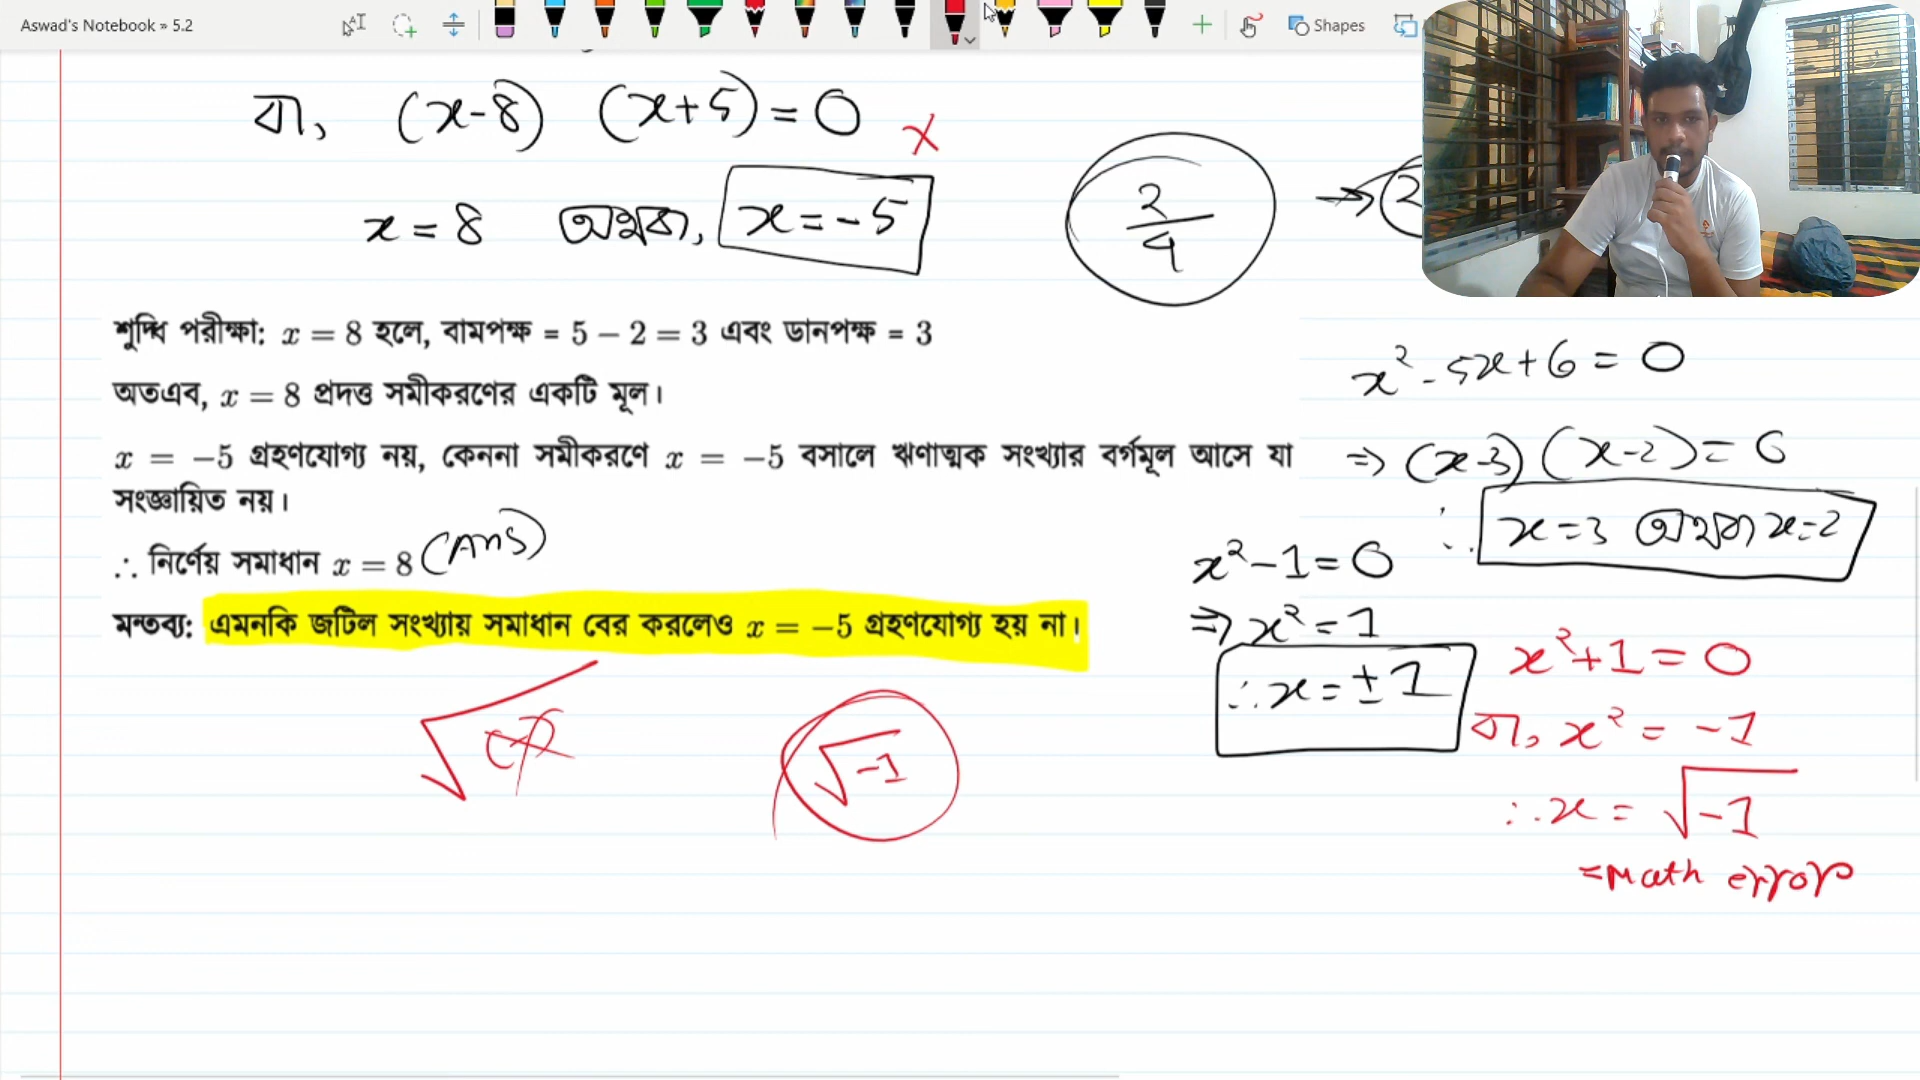 Aswad's Notebook » 5.2
Shapes
বা, (x-8) (x+5) = 0 x
x = 8 অথবা, x = -5
2/4
→ 2
শুদ্ধি পরীক্ষা: x = 8 হলে, বামপক্ষ = 5 − 2 = 3 এবং ডানপক্ষ = 3
অতএব, x = 8 প্রদত্ত সমীকরণের একটি মূল।
x = −5 গ্রহণযোগ্য নয়, কেননা সমীকরণে x = −5 বসালে ঋণাত্মক সংখ্যার বর্গমূল আসে যা
সংজ্ঞায়িত নয়।
∴ নির্ণেয় সমাধান x = 8 (Ans)
মন্তব্য: এমনকি জটিল সংখ্যায় সমাধান বের করলেও x = −5 গ্রহণযোগ্য হয় না।
√-1
x² - 5x + 6 = 0
⇒ (x-3) (x-2) = 0
∴ x = 3 অথবা x = 2
x² - 1 = 0
⇒ x² = 1
∴ x = ± 1
x² + 1 = 0
বা, x² = -1
∴ x = √-1
= Math error